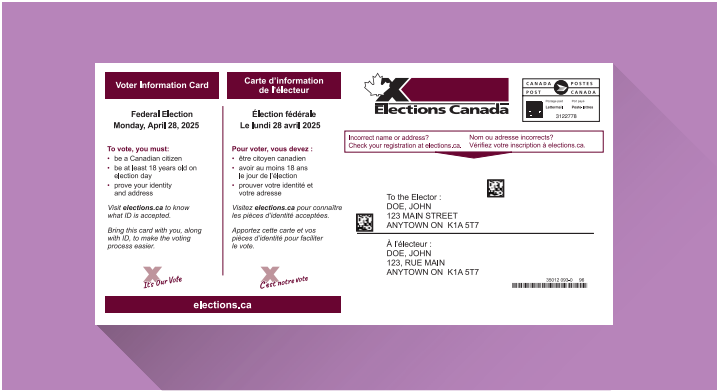 Voter Information Card
Federal Election
Monday, April 28, 2025
To vote, you must:
• be a Canadian citizen
• be at least 18 years old on
election day
• prove your identity
and address
Visit elections.ca to know
what ID is accepted.
Bring this card with you, along
with ID, to make the voting
process easier.
X
It's Our Vote
Carte d'information
de l'électeur
Élection fédérale
Le lundi 28 avril 2025
Pour voter, vous devez :
• être citoyen canadien
• avoir au moins 18 ans
le jour de l'élection
• prouver votre identité et
votre adresse
Visitez elections.ca pour connaître
les pièces d'identité acceptées.
Apportez cette carte et vos
pièces d'identité pour faciliter
le vote.
X
C'est notre vote
elections.ca
X
Elections Canada
CANADA POSTES
POST CANADA
Postage paid Port payé
Lettermail Poste-lettres
3122778
Incorrect name or address?
Check your registration at elections.ca.
Nom ou adresse incorrects?
Vérifiez votre inscription à elections.ca.
To the Elector :
DOE, JOHN
123 MAIN STREET
ANYTOWN ON K1A 5T7
À l'électeur :
DOE, JOHN
123, RUE MAIN
ANYTOWN ON K1A 5T7